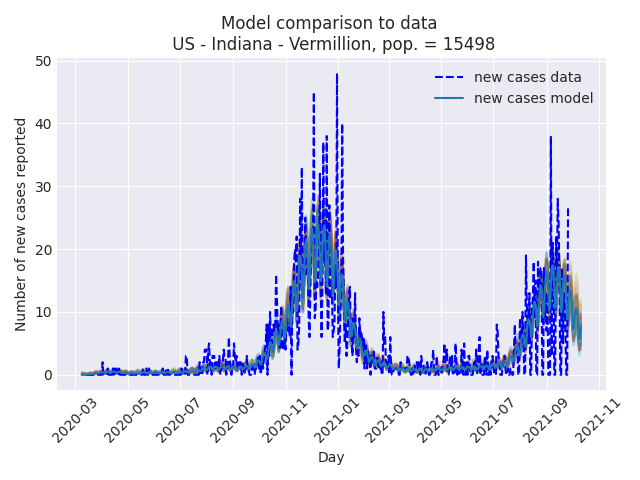 Model comparison to data
US - Indiana - Vermillion, pop. = 15498
new cases data
new cases model
Number of new cases reported
50
40
30
20
10
0
2020-03
2020-05
2020-07
2020-09
2020-11
2021-01
2021-03
2021-05
2021-07
2021-09
2021-11
Day